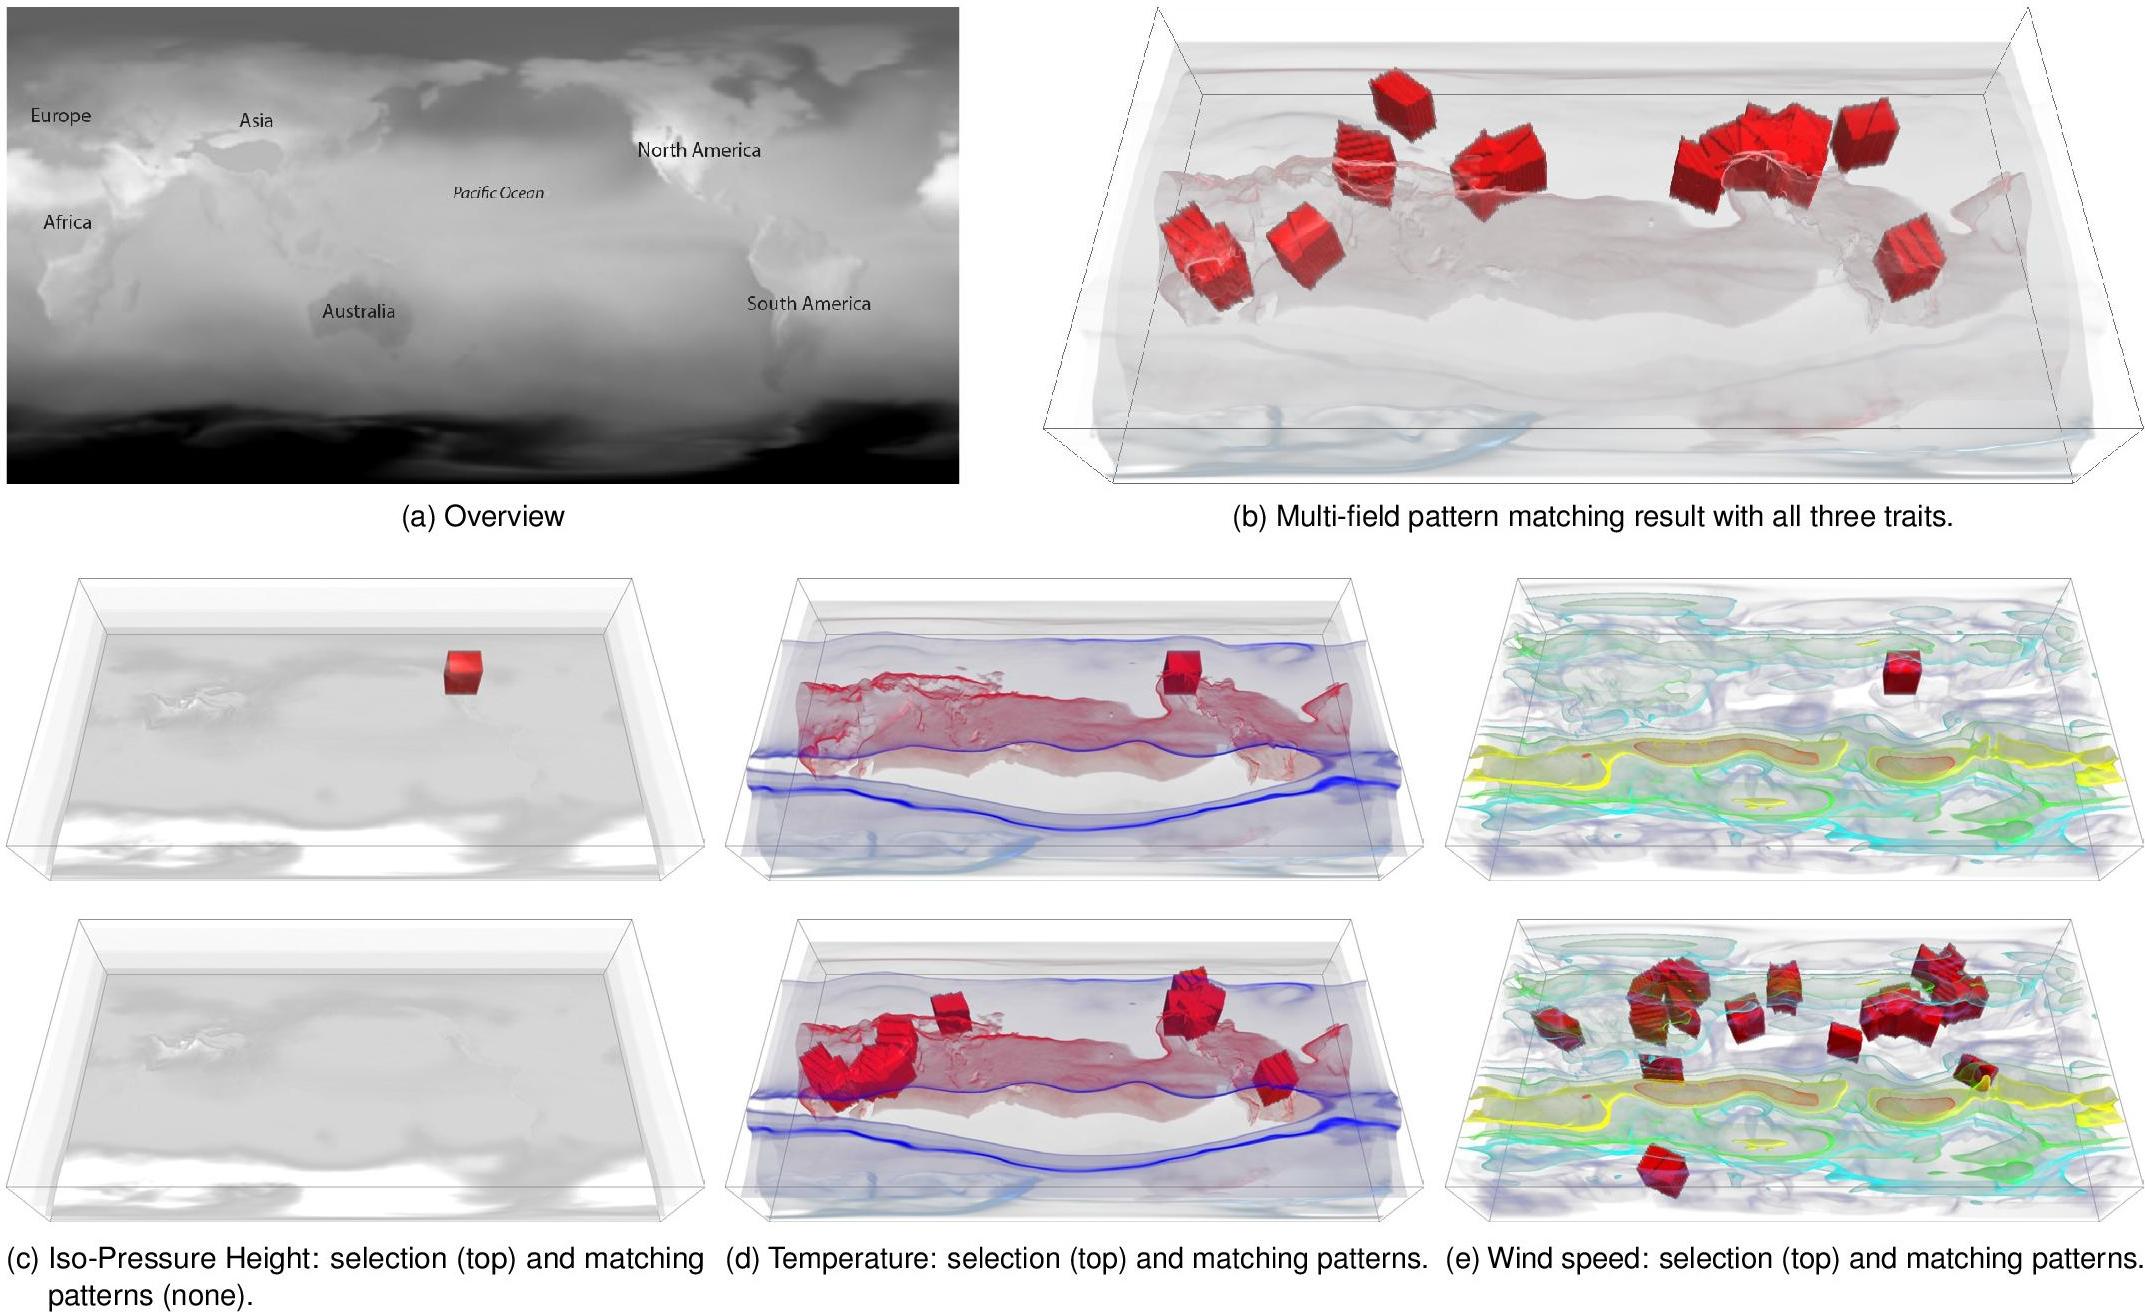 Europe
Asia
North America
Pacific Ocean
Africa
Australia
South America
(a) Overview
(b) Multi-field pattern matching result with all three traits.
(c) Iso-Pressure Height: selection (top) and matching
patterns (none).
(d) Temperature: selection (top) and matching patterns.
(e) Wind speed: selection (top) and matching patterns.